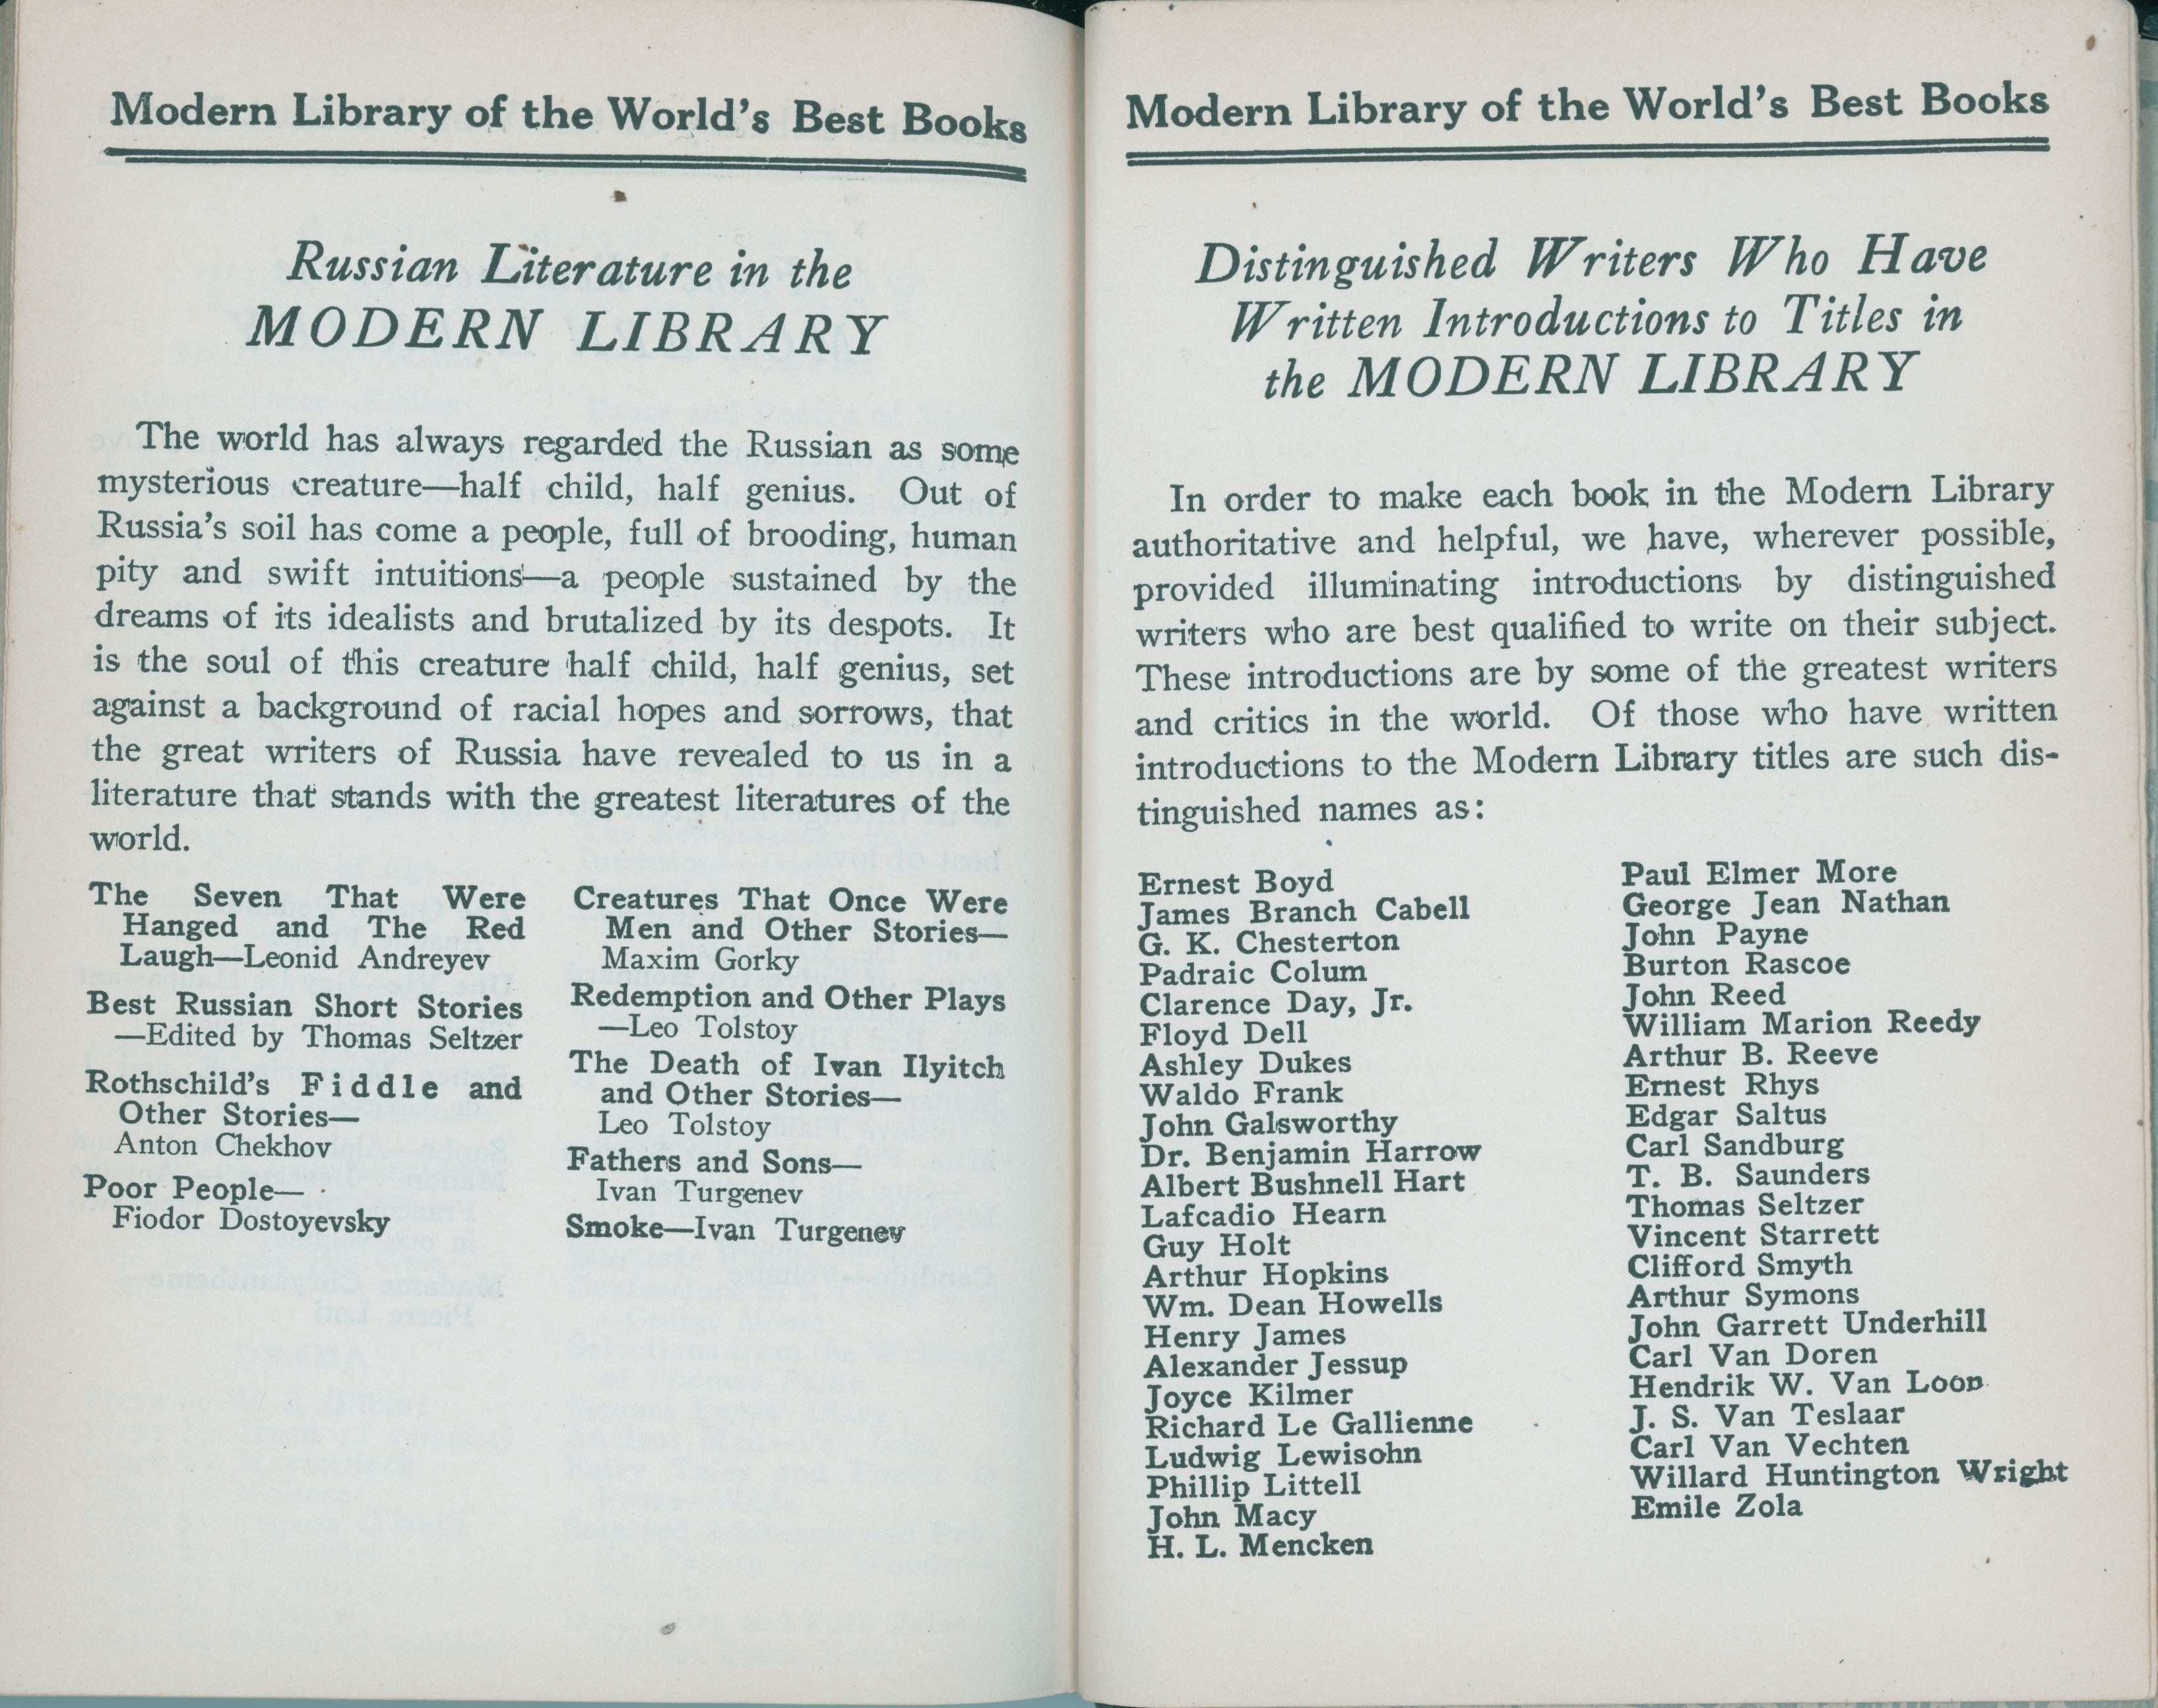 Modern Library of the World's Best Books
Russian Literature in the
MODERN LIBRARY
The world has always regarded the Russian as some
mysterious creature—half child, half genius. Out of
Russia's soil has come a people, full of brooding, human
pity and swift intuitions—a people sustained by the
dreams of its idealists and brutalized by its despots. It
is the soul of this creature half child, half genius, set
against a background of racial hopes and sorrows, that
the great writers of Russia have revealed to us in a
literature that stands with the greatest literatures of the
world.
The Seven That Were
Hanged and The Red
Laugh—Leonid Andreyev
Best Russian Short Stories
—Edited by Thomas Seltzer
Rothschild's Fiddle and
Other Stories—
Anton Chekhov
Poor People—
Fiodor Dostoyevsky
Creatures That Once Were
Men and Other Stories—
Maxim Gorky
Redemption and Other Plays
—Leo Tolstoy
The Death of Ivan Ilyitch
and Other Stories—
Leo Tolstoy
Fathers and Sons—
Ivan Turgenev
Smoke—Ivan Turgenev
Modern Library of the World's Best Books
Distinguished Writers Who Have
Written Introductions to Titles in
the MODERN LIBRARY
In order to make each book in the Modern Library
authoritative and helpful, we have, wherever possible,
provided illuminating introductions by distinguished
writers who are best qualified to write on their subject.
These introductions are by some of the greatest writers
and critics in the world. Of those who have written
introductions to the Modern Library titles are such dis-
tinguished names as:
Ernest Boyd
James Branch Cabell
G. K. Chesterton
Padraic Colum
Clarence Day, Jr.
Floyd Dell
Ashley Dukes
Waldo Frank
John Galsworthy
Dr. Benjamin Harrow
Albert Bushnell Hart
Lafcadio Hearn
Guy Holt
Arthur Hopkins
Wm. Dean Howells
Henry James
Alexander Jessup
Joyce Kilmer
Richard Le Gallienne
Ludwig Lewisohn
Phillip Littell
John Macy
H. L. Mencken
Paul Elmer More
George Jean Nathan
John Payne
Burton Rascoe
John Reed
William Marion Reedy
Arthur B. Reeve
Ernest Rhys
Edgar Saltus
Carl Sandburg
T. B. Saunders
Thomas Seltzer
Vincent Starrett
Clifford Smyth
Arthur Symons
John Garrett Underhill
Carl Van Doren
Hendrik W. Van Loon
J. S. Van Teslaar
Carl Van Vechten
Willard Huntington Wright
Emile Zola